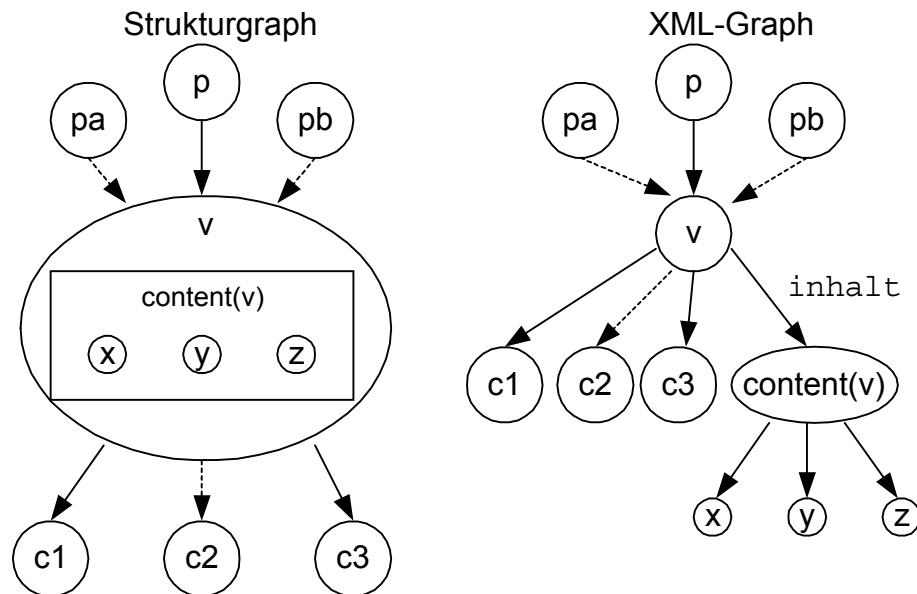 Strukturgraph
p
pa
pb
v
content(v)
x
y
z
c1
c2
c3
XML-Graph
p
pa
pb
v
inhalt
c1
c2
c3
content(v)
x
y
z